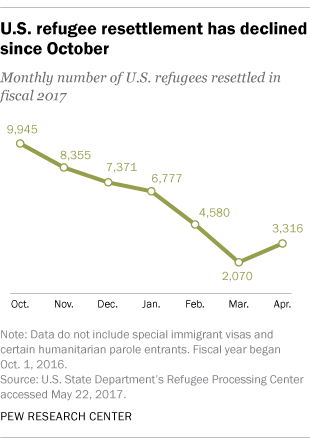 U.S. refugee resettlement has declined
since October
Monthly number of U.S. refugees resettled in
fiscal 2017
9,945
8,355
7,371
6,777
4,580
2,070
3,316
Oct. Nov. Dec. Jan. Feb. Mar. Apr.
Note: Data do not include special immigrant visas and
certain humanitarian parole entrants. Fiscal year began
Oct. 1, 2016.
Source: U.S. State Department's Refugee Processing Center
accessed May 22, 2017.
PEW RESEARCH CENTER